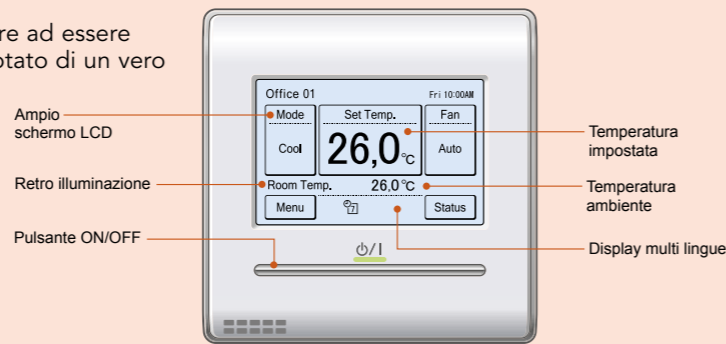 re ad essere
otato di un vero
Ampio
schermo LCD
Retro illuminazione
Pulsante ON/OFF
Office 01
Fri 10:00AM
Mode
Set Temp.
Fan
Cool
26,0°C
Auto
Room Temp.
26,0°C
Menu
7
Status
⏻/I
Temperatura
impostata
Temperatura
ambiente
Display multi lingue